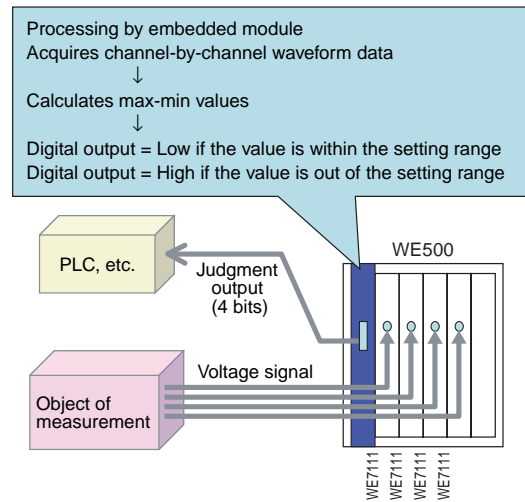 Processing by embedded module
Acquires channel-by-channel waveform data
↓
Calculates max-min values
↓
Digital output = Low if the value is within the setting range
Digital output = High if the value is out of the setting range
WE500
PLC, etc.
Judgment
output
(4 bits)
Voltage signal
Object of
measurement
WE7111
WE7111
WE7111
WE7111